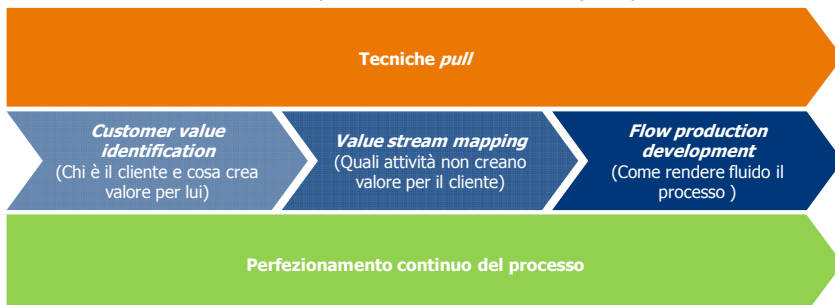 Tecniche pull
Customer value
identification
(Chi è il cliente e cosa crea
valore per lui)
Value stream mapping
(Quali attività non creano
valore per il cliente)
Flow production
development
(Come rendere fluido il
processo )
Perfezionamento continuo del processo